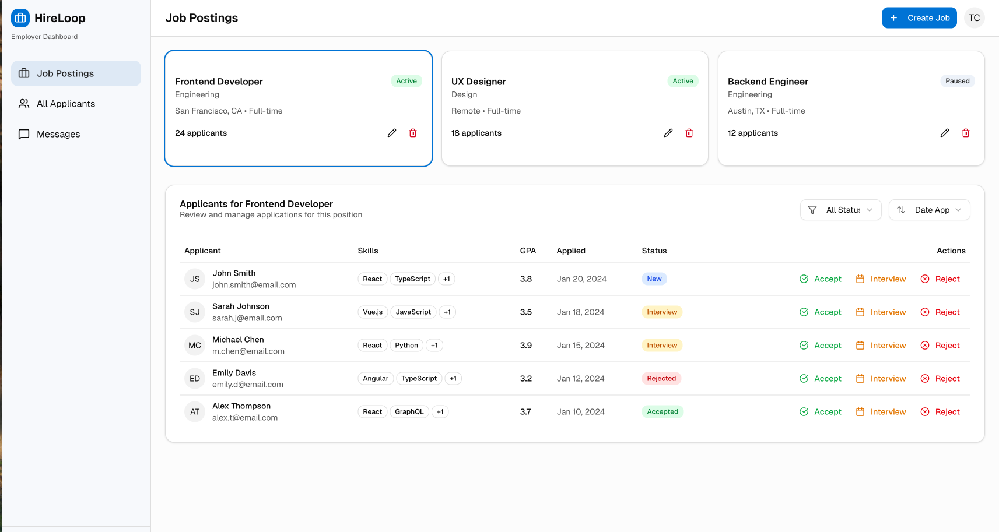 HireLoop
Employer Dashboard
Job Postings
All Applicants
Messages
Job Postings
Create Job
TC
Frontend Developer
Active
Engineering
San Francisco, CA • Full-time
24 applicants
UX Designer
Active
Design
Remote • Full-time
18 applicants
Backend Engineer
Paused
Engineering
Austin, TX • Full-time
12 applicants
Applicants for Frontend Developer
Review and manage applications for this position
All Status
Date App
Applicant Skills GPA Applied Status Actions
JS John Smith
john.smith@email.com
React TypeScript +1 3.8 Jan 20, 2024 New Accept Interview Reject
SJ Sarah Johnson
sarah.j@email.com
Vue.js JavaScript +1 3.5 Jan 18, 2024 Interview Accept Interview Reject
MC Michael Chen
m.chen@email.com
React Python +1 3.9 Jan 15, 2024 Interview Accept Interview Reject
ED Emily Davis
emily.d@email.com
Angular TypeScript +1 3.2 Jan 12, 2024 Rejected Accept Interview Reject
AT Alex Thompson
alex.t@email.com
React GraphQL +1 3.7 Jan 10, 2024 Accepted Accept Interview Reject